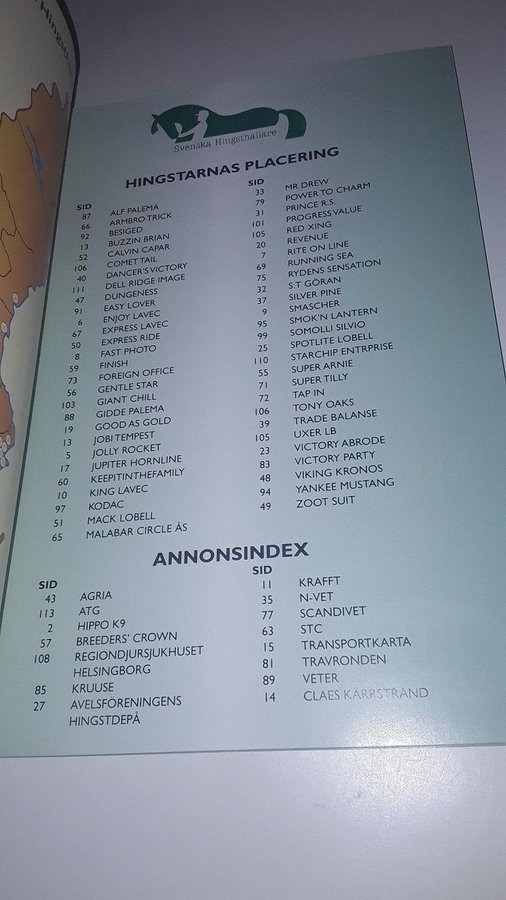 Svenska Hingsthållare
HINGSTARNAS PLACERING
SID
87 ALF PALEMA
66 ARMBRO TRICK
92 BESIGED
13 BUZZIN BRIAN
52 CALVIN CAPAR
106 COMET TAIL
40 DANCER'S VICTORY
111 DELL RIDGE IMAGE
47 DUNGENESS
91 EASY LOVER
6 ENJOY LAVEC
67 EXPRESS LAVEC
50 EXPRESS RIDE
8 FAST PHOTO
59 FINISH
73 FOREIGN OFFICE
56 GENTLE STAR
103 GIANT CHILL
88 GIDDE PALEMA
19 GOOD AS GOLD
13 JOBI TEMPEST
5 JOLLY ROCKET
17 JUPITER HORNLINE
60 KEEPITINTHEFAMILY
10 KING LAVEC
97 KODAC
51 MACK LOBELL
65 MALABAR CIRCLE ÅS
SID
33 MR DREW
79 POWER TO CHARM
31 PRINCE R.S.
101 PROGRESS VALUE
105 RED XING
20 REVENUE
7 RITE ON LINE
69 RUNNING SEA
75 RYDENS SENSATION
32 S:T GÖRAN
37 SILVER PINE
9 SMASCHER
95 SMOK'N LANTERN
99 SOMOLLI SILVIO
25 SPOTLITE LOBELL
110 STARCHIP ENTRPRISE
55 SUPER ARNIE
71 SUPER TILLY
72 TAP IN
106 TONY OAKS
39 TRADE BALANSE
105 UXER LB
23 VICTORY ABRODE
83 VICTORY PARTY
48 VIKING KRONOS
94 YANKEE MUSTANG
49 ZOOT SUIT
ANNONSINDEX
SID
43 AGRIA
113 ATG
2 HIPPO K9
57 BREEDERS' CROWN
108 REGIONDJURSJUKHUSET
HELSINGBORG
85 KRUUSE
27 AVELSFÖRENINGENS
HINGSTDEPÅ
SID
11 KRAFFT
35 N-VET
77 SCANDIVET
63 STC
15 TRANSPORTKARTA
81 TRAVRONDEN
89 VETER
14 CLAES KÄRRSTRAND